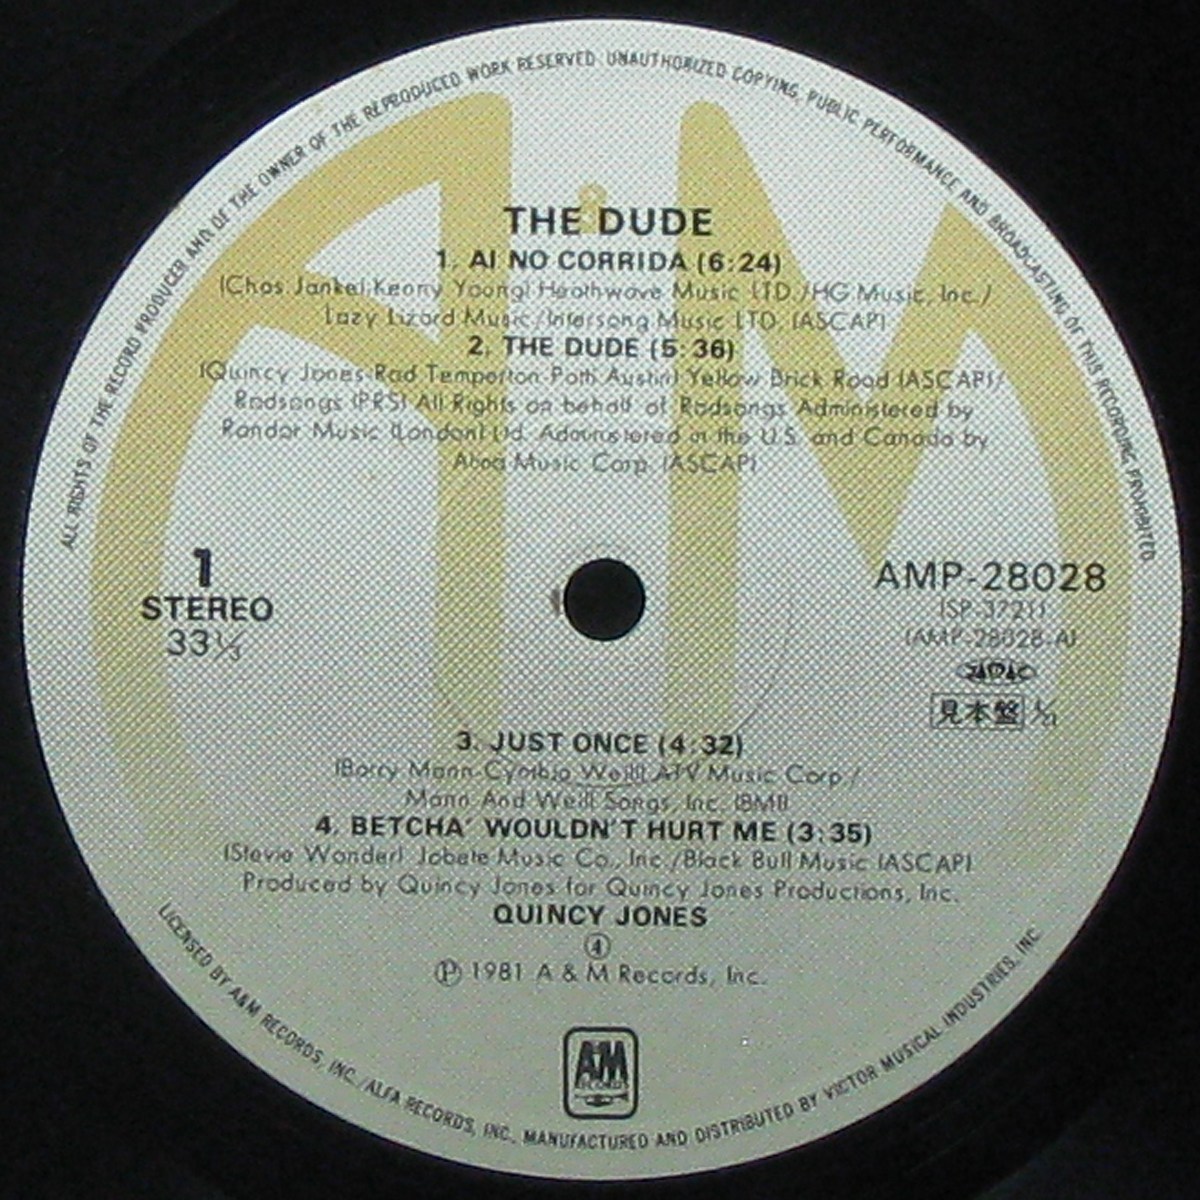 ALL RIGHTS OF THE RECORD PRODUCER AND OF THE OWNER OF THE REPRODUCED WORK RESERVED UNAUTHORIZED COPYING, PUBLIC PERFORMANCE AND BROADCASTING OF THIS RECORDING PROHIBITED
THE DUDE
1. AI NO CORRIDA (6:24)
(Chas Jankel-Kenny Young) Heathwave Music LTD./HG Music, Inc./
Lazy Lizard Music/Intersong Music LTD. (ASCAP)
2. THE DUDE (5:36)
(Quincy Jones-Rod Temperton-Patti Austin) Yellow Brick Road (ASCAP)/
Rodsongs (PRS) All Rights on behalf of Rodsongs Administered by
Rondor Music (London) Ltd. Administered in the U.S. and Canada by
Almo Music Corp. (ASCAP)
1
STEREO
33⅓
AMP-28028
(SP-3721)
(AMP-28028-A)
見本盤
3. JUST ONCE (4:32)
(Barry Mann-Cynthia Weill) ATV Music Corp./
Mann And Weill Songs, Inc. (BMI)
4. BETCHA' WOULDN'T HURT ME (3:35)
(Stevie Wonder) Jobete Music Co., Inc./Black Bull Music (ASCAP)
Produced by Quincy Jones for Quincy Jones Productions, Inc.
QUINCY JONES
④
Ⓟ 1981 A & M Records, Inc.
A&M
RECORDS
LICENSED BY A&M RECORDS, INC./ALFA RECORDS, INC., MANUFACTURED AND DISTRIBUTED BY VICTOR MUSICAL INDUSTRIES, INC.